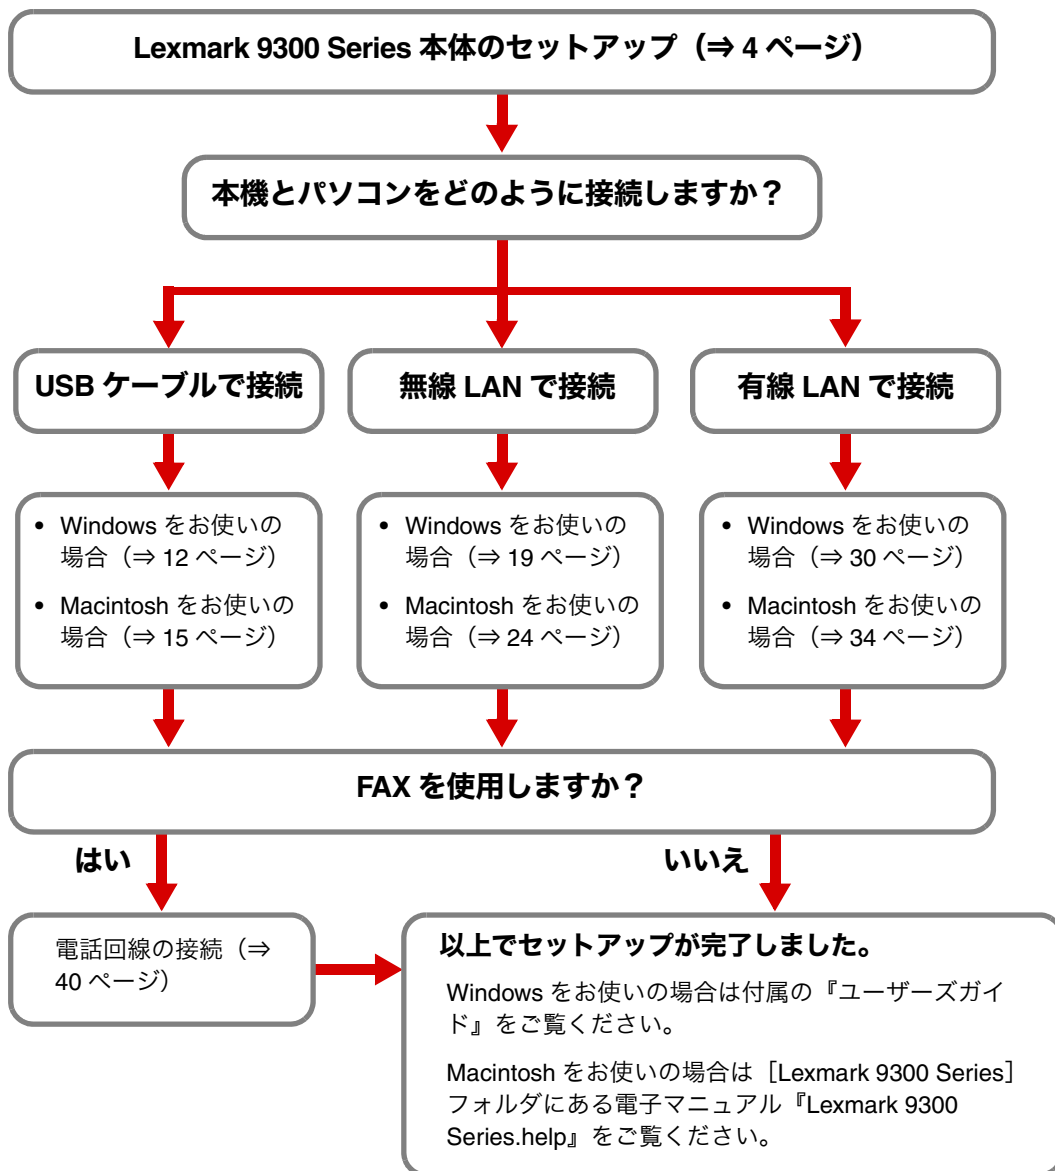 Lexmark 9300 Series 本体のセットアップ（⇒ 4 ページ）
本機とパソコンをどのように接続しますか？
USB ケーブルで接続
無線 LAN で接続
有線 LAN で接続
• Windows をお使いの
場合（⇒ 12 ページ）
• Macintosh をお使いの
場合（⇒ 15 ページ）
• Windows をお使いの
場合（⇒ 19 ページ）
• Macintosh をお使いの
場合（⇒ 24 ページ）
• Windows をお使いの
場合（⇒ 30 ページ）
• Macintosh をお使いの
場合（⇒ 34 ページ）
FAX を使用しますか？
はい
いいえ
電話回線の接続（⇒
40 ページ）
以上でセットアップが完了しました。
Windows をお使いの場合は付属の『ユーザーズガイ
ド』をご覧ください。
Macintosh をお使いの場合は［Lexmark 9300 Series］
フォルダにある電子マニュアル『Lexmark 9300
Series.help』をご覧ください。